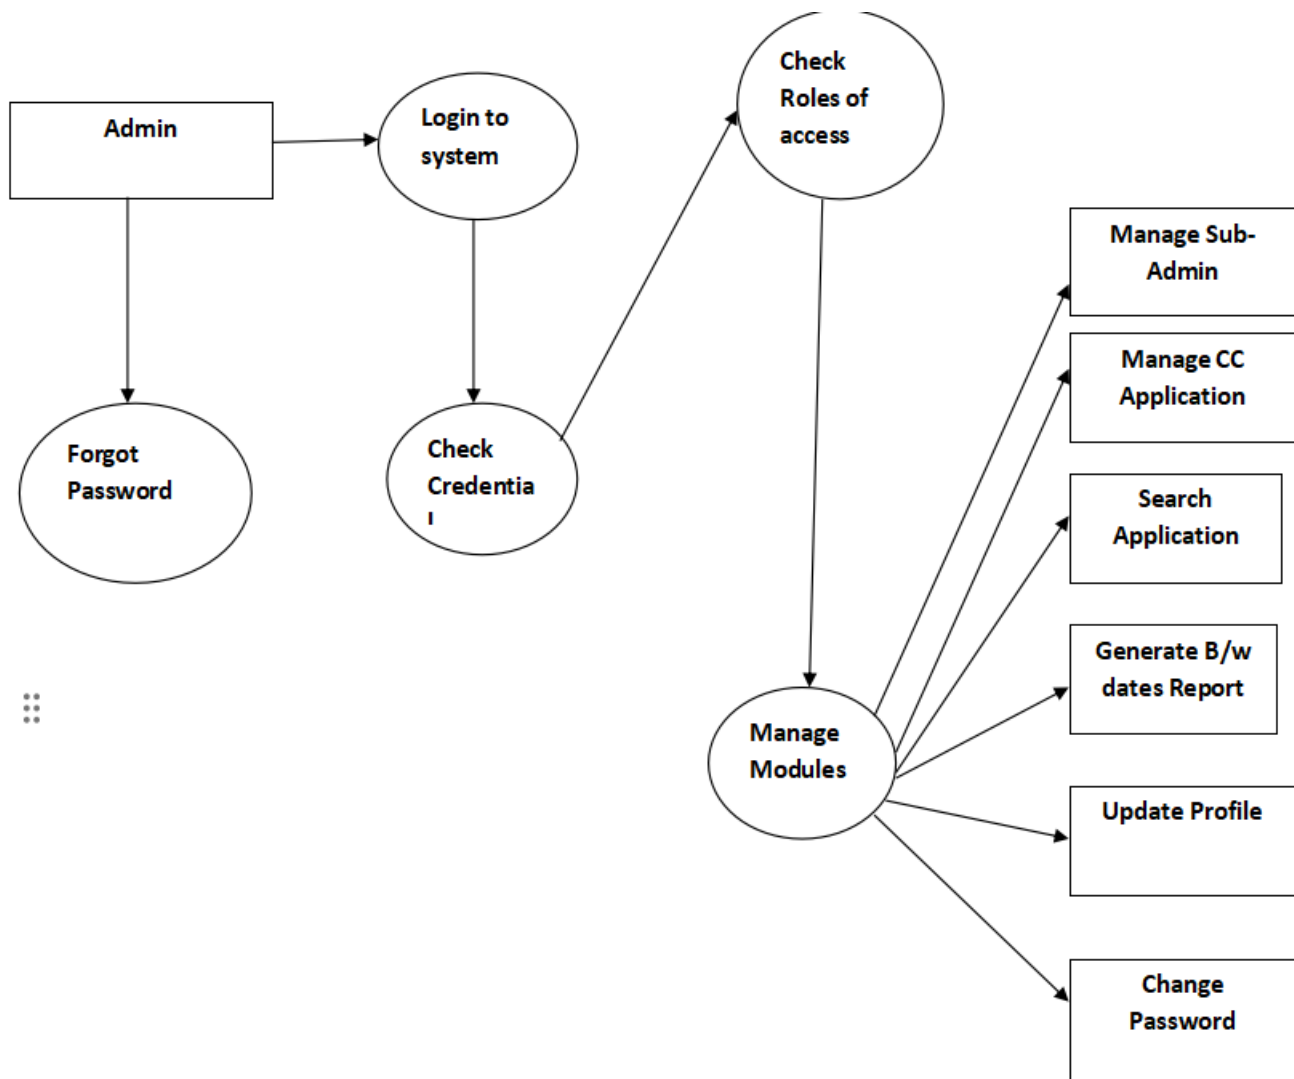 Admin
Login to
system
Check
Roles of
access
Forgot
Password
Check
Credentia
l
Manage
Modules
Manage Sub-
Admin
Manage CC
Application
Search
Application
Generate B/w
dates Report
Update Profile
Change
Password